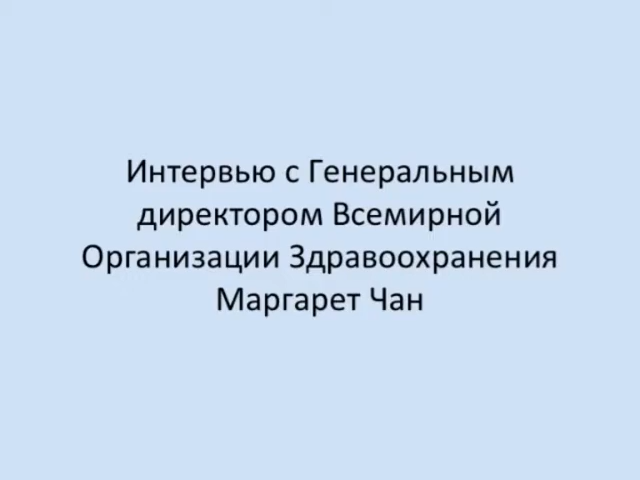 Интервью с Генеральным
директором Всемирной
Организации Здравоохранения
Маргарет Чан